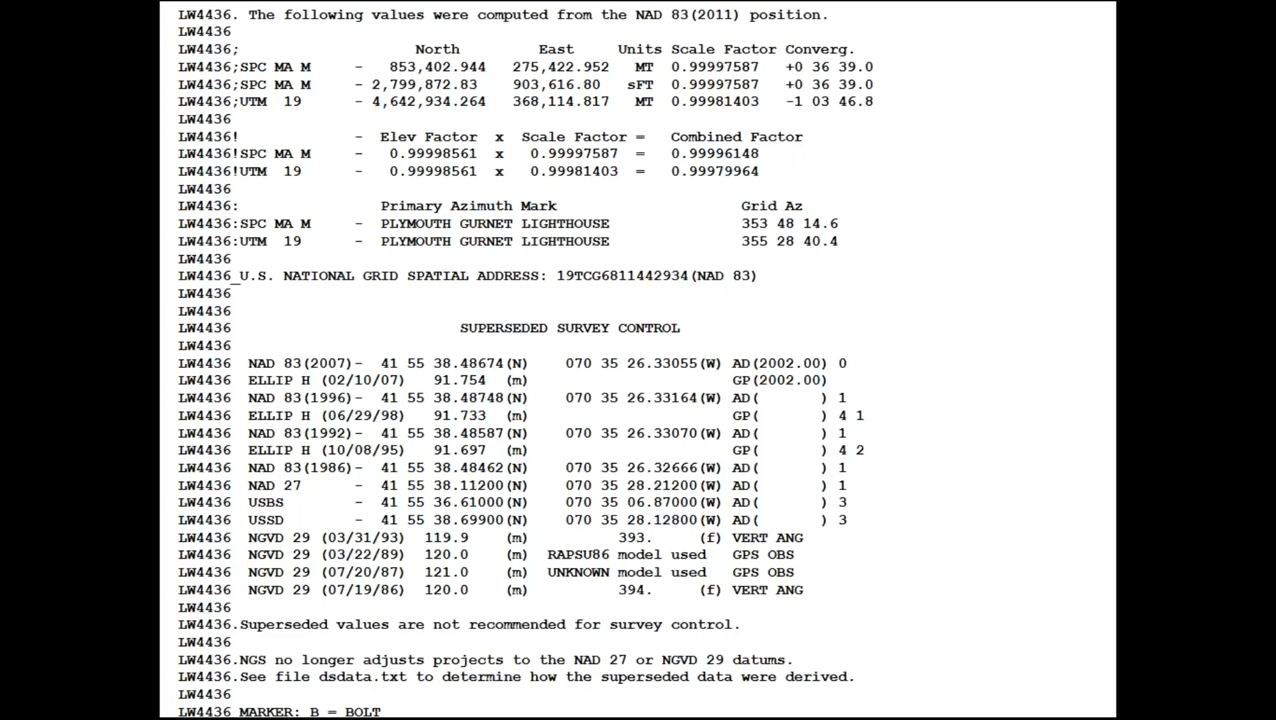 LW4436. The following values were computed from the NAD 83(2011) position.
LW4436
LW4436;                    North         East     Units Scale Factor Converg.
LW4436;SPC MA M     -   853,402.944   275,422.952   MT  0.99997587   +0 36 39.0
LW4436;SPC MA M     - 2,799,872.83    903,616.80   sFT  0.99997587   +0 36 39.0
LW4436;UTM  19      - 4,642,934.264   368,114.817   MT  0.99981403   -1 03 46.8
LW4436
LW4436!             -  Elev Factor  x  Scale Factor =   Combined Factor
LW4436!SPC MA M     -   0.99998561  x   0.99997587  =   0.99996148
LW4436!UTM  19      -   0.99998561  x   0.99981403  =   0.99979964
LW4436
LW4436:                Primary Azimuth Mark                     Grid Az
LW4436:SPC MA M     -  PLYMOUTH GURNET LIGHTHOUSE               353 48 14.6
LW4436:UTM  19      -  PLYMOUTH GURNET LIGHTHOUSE               355 28 40.4
LW4436
LW4436_U.S. NATIONAL GRID SPATIAL ADDRESS: 19TCG6811442934(NAD 83)
LW4436
LW4436
LW4436                          SUPERSEDED SURVEY CONTROL
LW4436
LW4436  NAD 83(2007)-  41 55 38.48674(N)    070 35 26.33055(W) AD(2002.00) 0
LW4436  ELLIP H (02/10/07)   91.754  (m)                       GP(2002.00)
LW4436  NAD 83(1996)-  41 55 38.48748(N)    070 35 26.33164(W) AD(       ) 1
LW4436  ELLIP H (06/29/98)   91.733  (m)                       GP(       ) 4 1
LW4436  NAD 83(1992)-  41 55 38.48587(N)    070 35 26.33070(W) AD(       ) 1
LW4436  ELLIP H (10/08/95)   91.697  (m)                       GP(       ) 4 2
LW4436  NAD 83(1986)-  41 55 38.48462(N)    070 35 26.32666(W) AD(       ) 1
LW4436  NAD 27      -  41 55 38.11200(N)    070 35 28.21200(W) AD(       ) 1
LW4436  USBS        -  41 55 36.61000(N)    070 35 06.87000(W) AD(       ) 3
LW4436  USSD        -  41 55 38.69900(N)    070 35 28.12800(W) AD(       ) 3
LW4436  NGVD 29 (03/31/93)  119.9    (m)          393.     (f) VERT ANG
LW4436  NGVD 29 (03/22/89)  120.0    (m)  RAPSU86 model used   GPS OBS
LW4436  NGVD 29 (07/20/87)  121.0    (m)  UNKNOWN model used   GPS OBS
LW4436  NGVD 29 (07/19/86)  120.0    (m)          394.     (f) VERT ANG
LW4436
LW4436.Superseded values are not recommended for survey control.
LW4436
LW4436.NGS no longer adjusts projects to the NAD 27 or NGVD 29 datums.
LW4436.See file dsdata.txt to determine how the superseded data were derived.
LW4436
LW4436_MARKER: B = BOLT